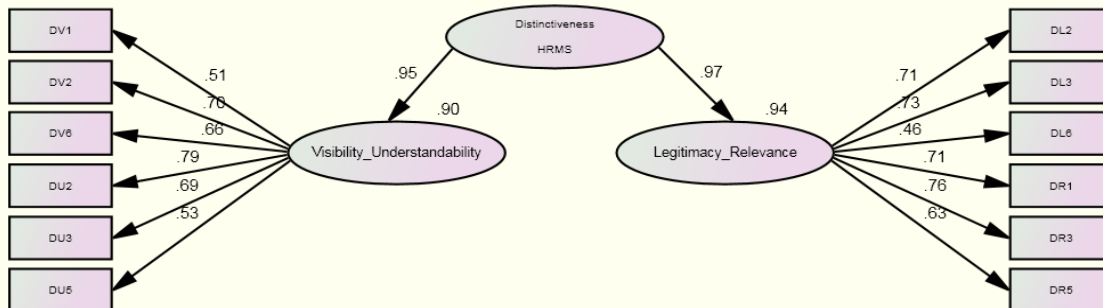 Distinctiveness
HRMS
DV1
DV2
DV6
DU2
DU3
DU5
.51
.70
.66
.79
.69
.53
.95
.90
Visibility_Understandability
.97
.94
Legitimacy_Relevance
.71
.73
.46
.71
.76
.63
DL2
DL3
DL6
DR1
DR3
DR5